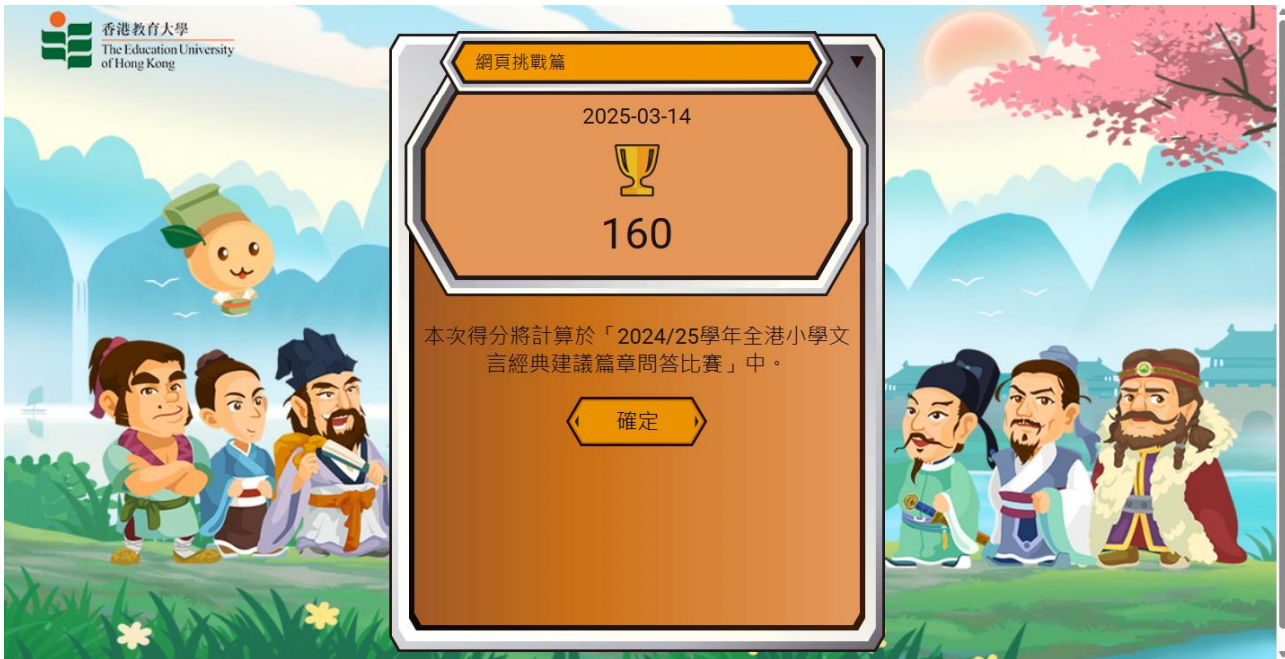 香港教育大學
The Education University
of Hong Kong
網頁挑戰篇
2025-03-14
160
本次得分將計算於「2024/25學年全港小學文
言經典建議篇章問答比賽」中。
確定